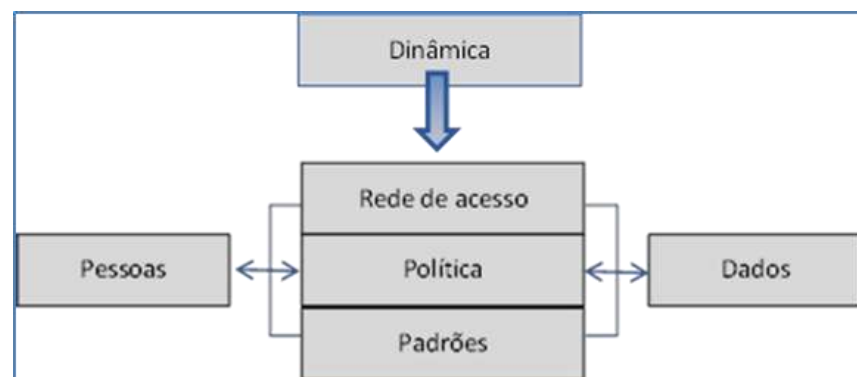 Dinâmica
Rede de acesso
Pessoas
Política
Dados
Padrões